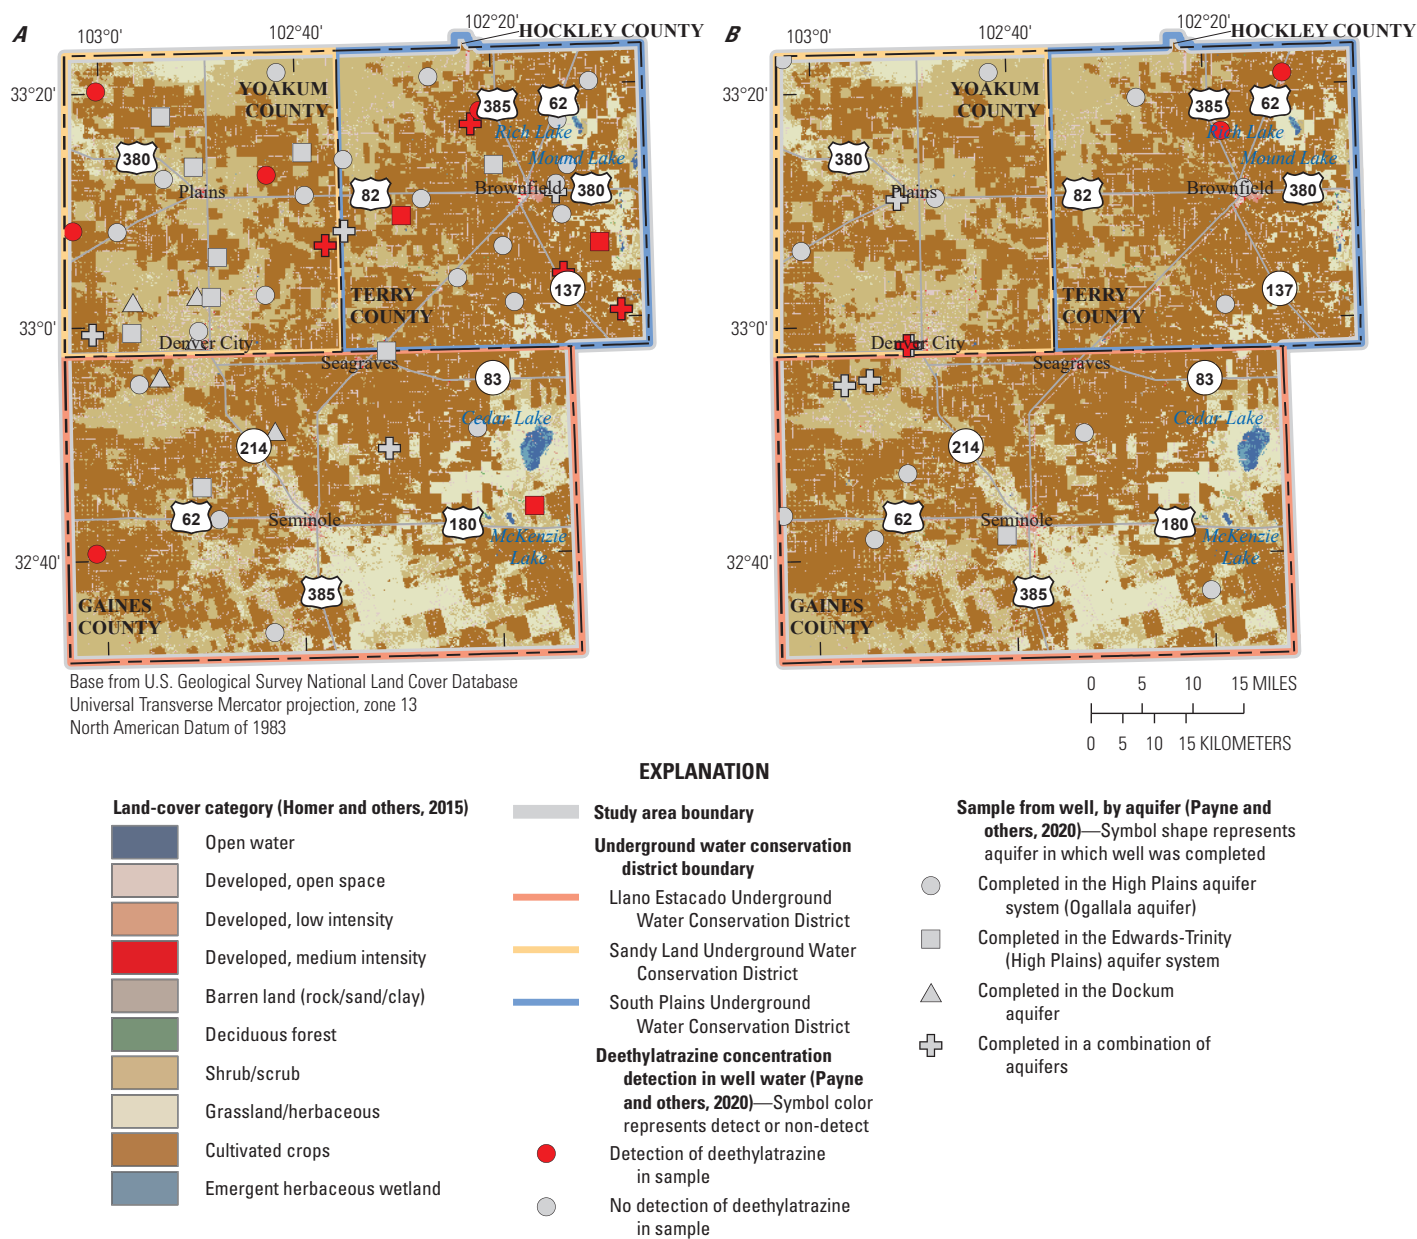 A
103°0'
102°40'
102°20'
HOCKLEY COUNTY
33°20'
33°0'
32°40'
YOAKUM
COUNTY
385
62
Rich Lake
Mound Lake
380
Plains
82
Brownfield
380
137
TERRY
COUNTY
Denver City
Seagraves
83
Cedar Lake
214
62
Seminole
180
McKenzie
Lake
385
GAINES
COUNTY
B
103°0'
102°40'
102°20'
HOCKLEY COUNTY
33°20'
33°0'
32°40'
YOAKUM
COUNTY
385
62
Rich Lake
Mound Lake
380
Plains
82
Brownfield
380
137
TERRY
COUNTY
Denver City
Seagraves
83
Cedar Lake
214
62
Seminole
180
McKenzie
Lake
385
GAINES
COUNTY
Base from U.S. Geological Survey National Land Cover Database
Universal Transverse Mercator projection, zone 13
North American Datum of 1983
0 5 10 15 MILES
0 5 10 15 KILOMETERS
EXPLANATION
Land-cover category (Homer and others, 2015)
Open water
Developed, open space
Developed, low intensity
Developed, medium intensity
Barren land (rock/sand/clay)
Deciduous forest
Shrub/scrub
Grassland/herbaceous
Cultivated crops
Emergent herbaceous wetland
Study area boundary
Underground water conservation
district boundary
Llano Estacado Underground
Water Conservation District
Sandy Land Underground Water
Conservation District
South Plains Underground
Water Conservation District
Deethylatrazine concentration
detection in well water (Payne
and others, 2020)—Symbol color
represents detect or non-detect
Detection of deethylatrazine
in sample
No detection of deethylatrazine
in sample
Sample from well, by aquifer (Payne and
others, 2020)—Symbol shape represents
aquifer in which well was completed
Completed in the High Plains aquifer
system (Ogallala aquifer)
Completed in the Edwards-Trinity
(High Plains) aquifer system
Completed in the Dockum
aquifer
Completed in a combination of
aquifers